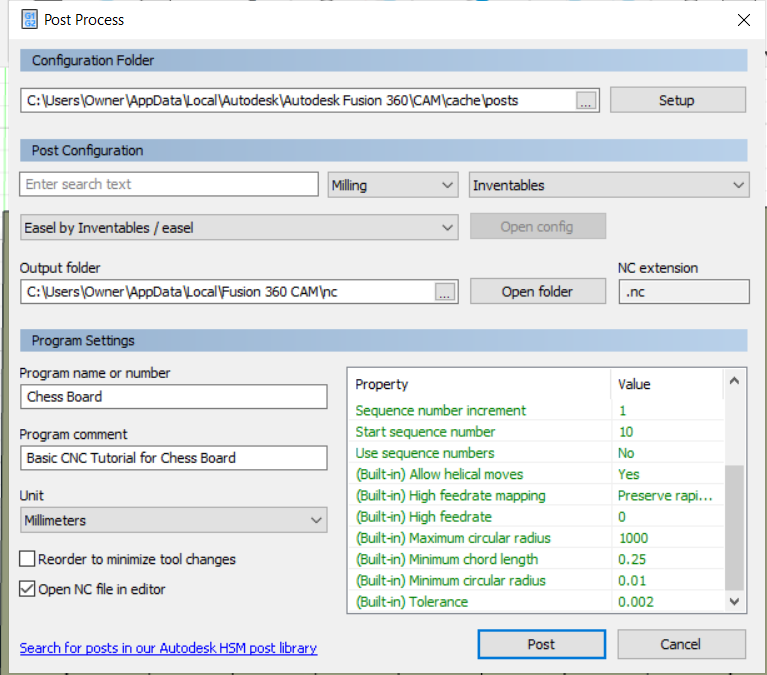 Post Process
Configuration Folder
C:\Users\Owner\AppData\Local\Autodesk\Autodesk Fusion 360\CAM\cache\posts
...
Setup
Post Configuration
Enter search text
Milling
Inventables
Easel by Inventables / easel
Open config
Output folder
NC extension
C:\Users\Owner\AppData\Local\Fusion 360 CAM\nc
...
Open folder
.nc
Program Settings
Program name or number
Chess Board
Program comment
Basic CNC Tutorial for Chess Board
Unit
Millimeters
Reorder to minimize tool changes
Open NC file in editor
Property Value
Sequence number increment 1
Start sequence number 10
Use sequence numbers No
(Built-in) Allow helical moves Yes
(Built-in) High feedrate mapping Preserve rapi...
(Built-in) High feedrate 0
(Built-in) Maximum circular radius 1000
(Built-in) Minimum chord length 0.25
(Built-in) Minimum circular radius 0.01
(Built-in) Tolerance 0.002
Search for posts in our Autodesk HSM post library
Post
Cancel